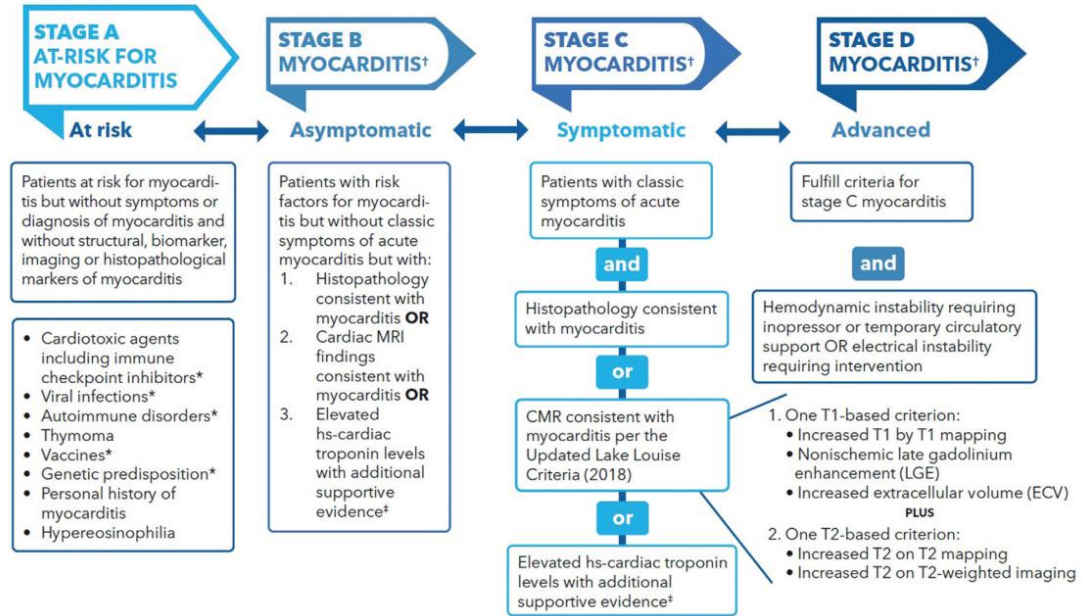 STAGE A
AT-RISK FOR
MYOCARDITIS
At risk
Patients at risk for myocardi-
tis but without symptoms or
diagnosis of myocarditis and
without structural, biomarker,
imaging or histopathological
markers of myocarditis
• Cardiotoxic agents
including immune
checkpoint inhibitors*
• Viral infections*
• Autoimmune disorders*
• Thymoma
• Vaccines*
• Genetic predisposition*
• Personal history of
myocarditis
• Hypereosinophilia
STAGE B
MYOCARDITIS†
Asymptomatic
Patients with risk
factors for myocardi-
tis but without classic
symptoms of acute
myocarditis but with:
1. Histopathology
consistent with
myocarditis OR
2. Cardiac MRI
findings
consistent with
myocarditis OR
3. Elevated
hs-cardiac
troponin levels
with additional
supportive
evidence‡
STAGE C
MYOCARDITIS†
Symptomatic
Patients with classic
symptoms of acute
myocarditis
and
Histopathology consistent
with myocarditis
or
CMR consistent with
myocarditis per the
Updated Lake Louise
Criteria (2018)
or
Elevated hs-cardiac troponin
levels with additional
supportive evidence‡
STAGE D
MYOCARDITIS†
Advanced
Fulfill criteria for
stage C myocarditis
and
Hemodynamic instability requiring
inopressor or temporary circulatory
support OR electrical instability
requiring intervention
1. One T1-based criterion:
• Increased T1 by T1 mapping
• Nonischemic late gadolinium
enhancement (LGE)
• Increased extracellular volume (ECV)
PLUS
2. One T2-based criterion:
• Increased T2 on T2 mapping
• Increased T2 on T2-weighted imaging